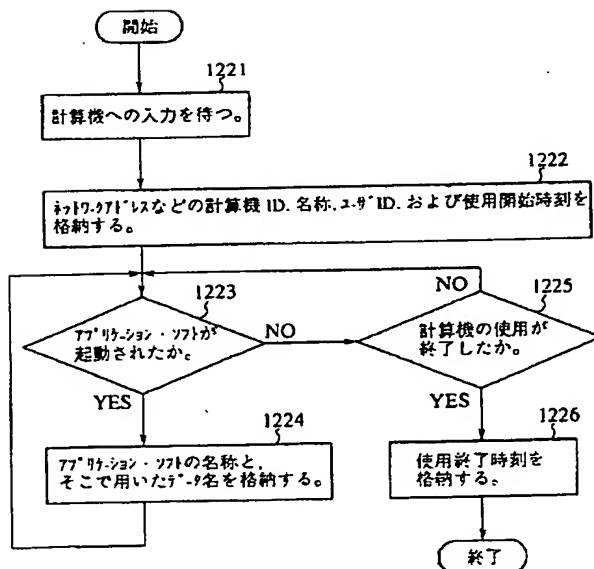 開始
1221
計算機への入力を待つ。
1222
ネットワークアドレスなどの計算機ID、名称、ユーザID、および使用開始時刻を
格納する。
1223
アプリケーション・ソフトが
起動されたか。
NO
YES
NO
1225
計算機の使用が
終了したか。
YES
1224
アプリケーション・ソフトの名称と、
そこで用いたデータ名を格納する。
1226
使用終了時刻を
格納する。
終了